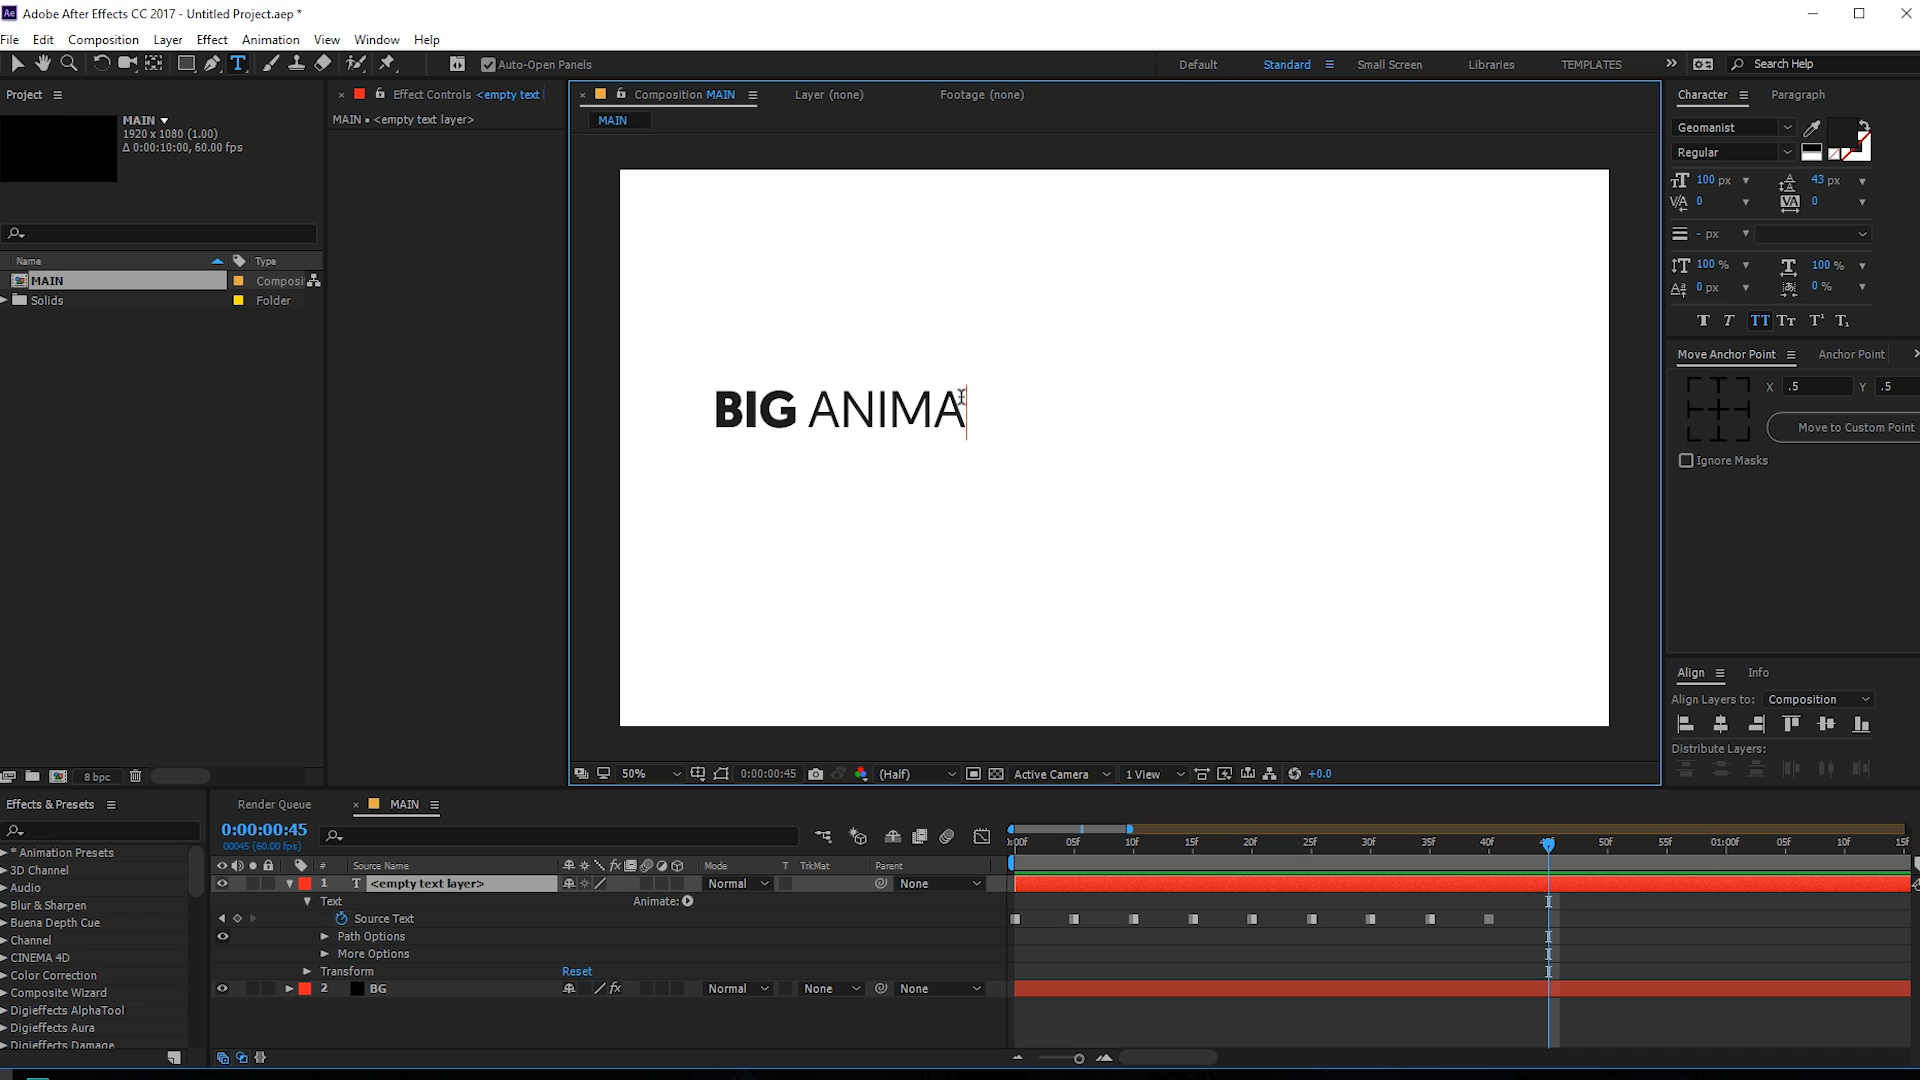 Adobe After Effects CC 2017 - Untitled Project.aep *
File Edit Composition Layer Effect Animation View Window Help
Auto-Open Panels
Default Standard Small Screen Libraries TEMPLATES Search Help
Project
MAIN
1920 x 1080 (1.00)
Δ 0:00:10:00, 60.00 fps
Name Type
MAIN Composi
Solids Folder
8 bpc
Effect Controls <empty text
MAIN • <empty text layer>
Composition MAIN Layer (none) Footage (none)
MAIN
BIG ANIMA
50% 0:00:00:45 (Half) Active Camera 1 View +0.0
Character Paragraph
Geomanist
Regular
100 px 43 px
0 0
- px
100 % 100 %
0 px 0 %
Move Anchor Point Anchor Point
X .5 Y .5
Move to Custom Point
Ignore Masks
Align Info
Align Layers to: Composition
Distribute Layers:
Effects & Presets
* Animation Presets
3D Channel
Audio
Blur & Sharpen
Buena Depth Cue
Channel
CINEMA 4D
Color Correction
Composite Wizard
Digieffects AlphaTool
Digieffects Aura
Digieffects Damage
Render Queue MAIN
0:00:00:45
00045 (60.00 fps)
:00f 05f 10f 15f 20f 25f 30f 35f 40f 50f 55f 01:00f 05f 10f 15f
# Source Name Mode T TrkMat Parent
1 T <empty text layer> Normal None
Text Animate:
Source Text
Path Options
More Options
Transform Reset
2 BG Normal None None